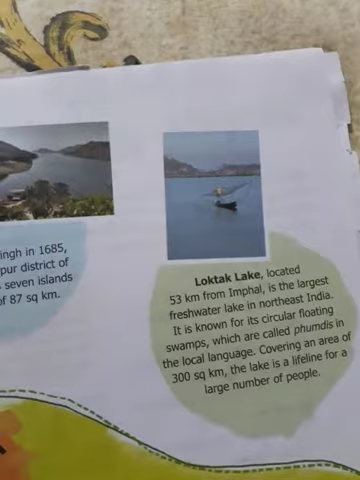 ingh in 1685,
pur district of
seven islands
of 87 sq km.
Loktak Lake, located
53 km from Imphal, is the largest
freshwater lake in northeast India.
It is known for its circular floating
swamps, which are called phumdis in
the local language. Covering an area of
300 sq km, the lake is a lifeline for a
large number of people.